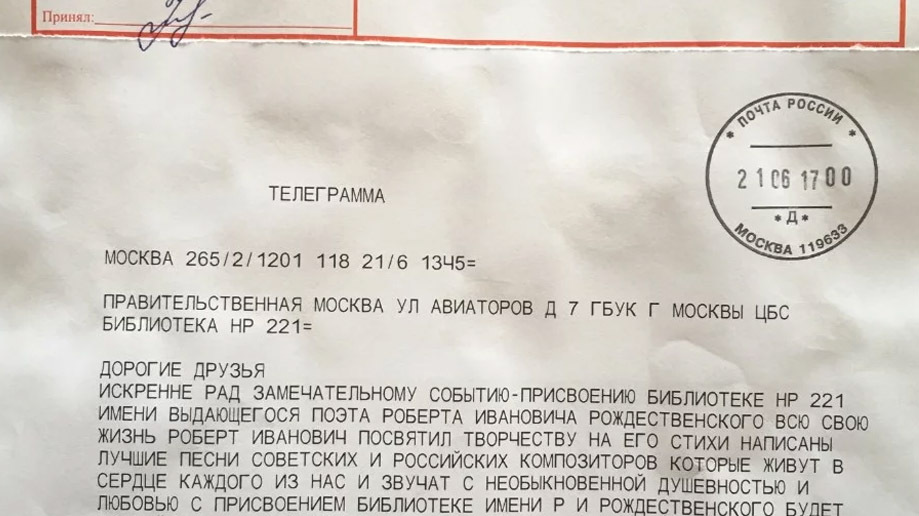 Принял:
ПОЧТА РОССИИ
21 06 17 00
*Д*
МОСКВА 119633
ТЕЛЕГРАММА
МОСКВА 265/2/1201 118 21/6 13Ч5=
ПРАВИТЕЛЬСТВЕННАЯ МОСКВА УЛ АВИАТОРОВ Д 7 ГБУК Г МОСКВЫ ЦБС
БИБЛИОТЕКА НР 221=
ДОРОГИЕ ДРУЗЬЯ
ИСКРЕННЕ РАД ЗАМЕЧАТЕЛЬНОМУ СОБЫТИЮ-ПРИСВОЕНИЮ БИБЛИОТЕКЕ НР 221
ИМЕНИ ВЫДАЮЩЕГОСЯ ПОЭТА РОБЕРТА ИВАНОВИЧА РОЖДЕСТВЕНСКОГО ВСЮ СВОЮ
ЖИЗНЬ РОБЕРТ ИВАНОВИЧ ПОСВЯТИЛ ТВОРЧЕСТВУ НА ЕГО СТИХИ НАПИСАНЫ
ЛУЧШИЕ ПЕСНИ СОВЕТСКИХ И РОССИЙСКИХ КОМПОЗИТОРОВ КОТОРЫЕ ЖИВУТ В
СЕРДЦЕ КАЖДОГО ИЗ НАС И ЗВУЧАТ С НЕОБЫКНОВЕННОЙ ДУШЕВНОСТЬЮ И
ЛЮБОВЬЮ С ПРИСВОЕНИЕМ БИБЛИОТЕКЕ ИМЕНИ Р И РОЖДЕСТВЕНСКОГО БУДЕТ